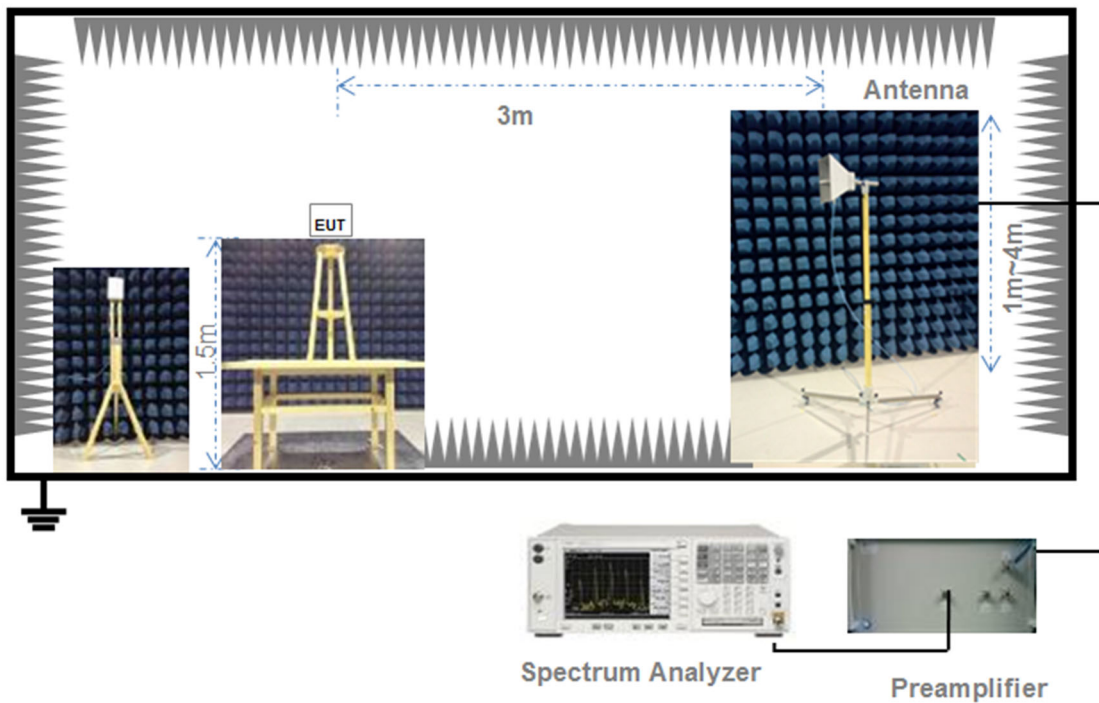 Antenna
3m
EUT
1.5m
1m~4m
Spectrum Analyzer
Preamplifier